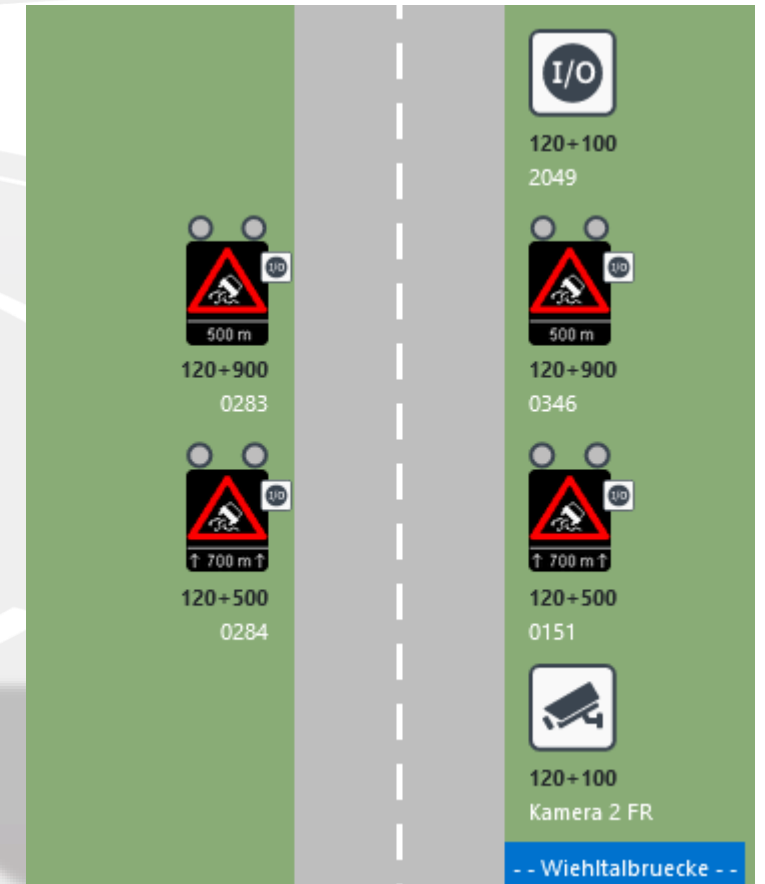 I/O
120+100
2049
I/O
500 m
120+900
0283
I/O
500 m
120+900
0346
I/O
↑ 700 m ↑
120+500
0284
I/O
↑ 700 m ↑
120+500
0151
120+100
Kamera 2 FR
- - Wiehltalbruecke - -